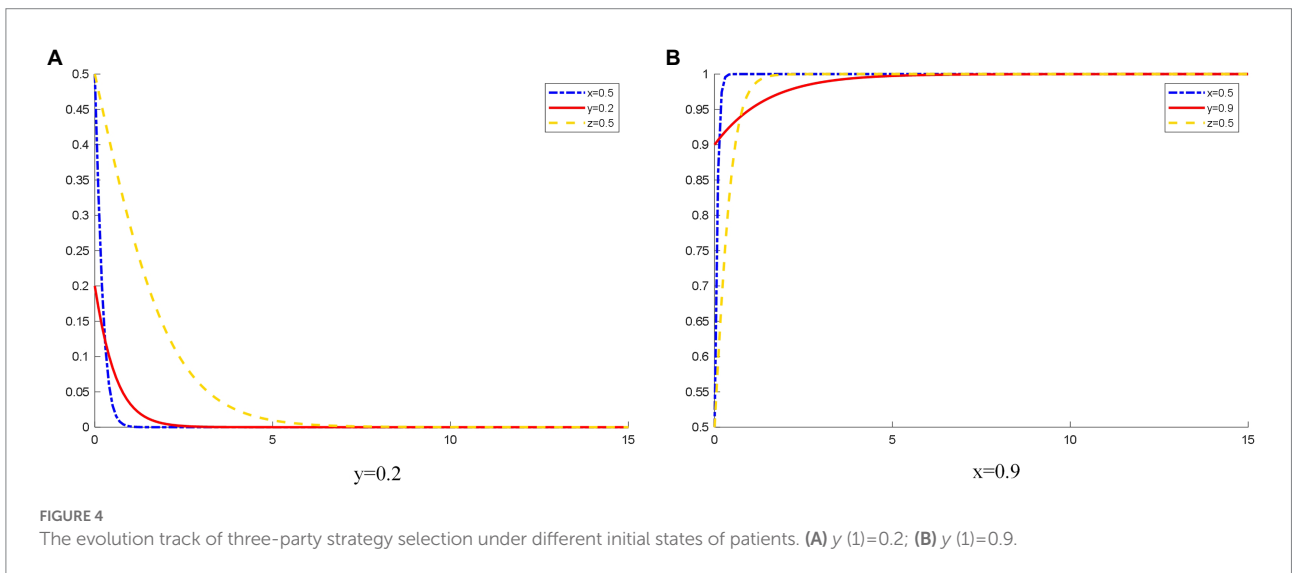 A
0.5
0.45
0.4
0.35
0.3
0.25
0.2
0.15
0.1
0.05
0
0 5 10 15
x=0.5
y=0.2
z=0.5
y=0.2
B
1
0.95
0.9
0.85
0.8
0.75
0.7
0.65
0.6
0.55
0.5
0 5 10 15
x=0.5
y=0.9
z=0.5
x=0.9
FIGURE 4
The evolution track of three-party strategy selection under different initial states of patients. (A) y (1)=0.2; (B) y (1)=0.9.